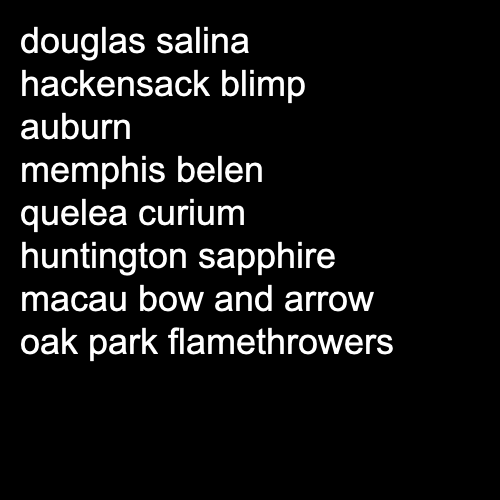 douglas salina
hackensack blimp
auburn
memphis belen
quelea curium
huntington sapphire
macau bow and arrow
oak park flamethrowers